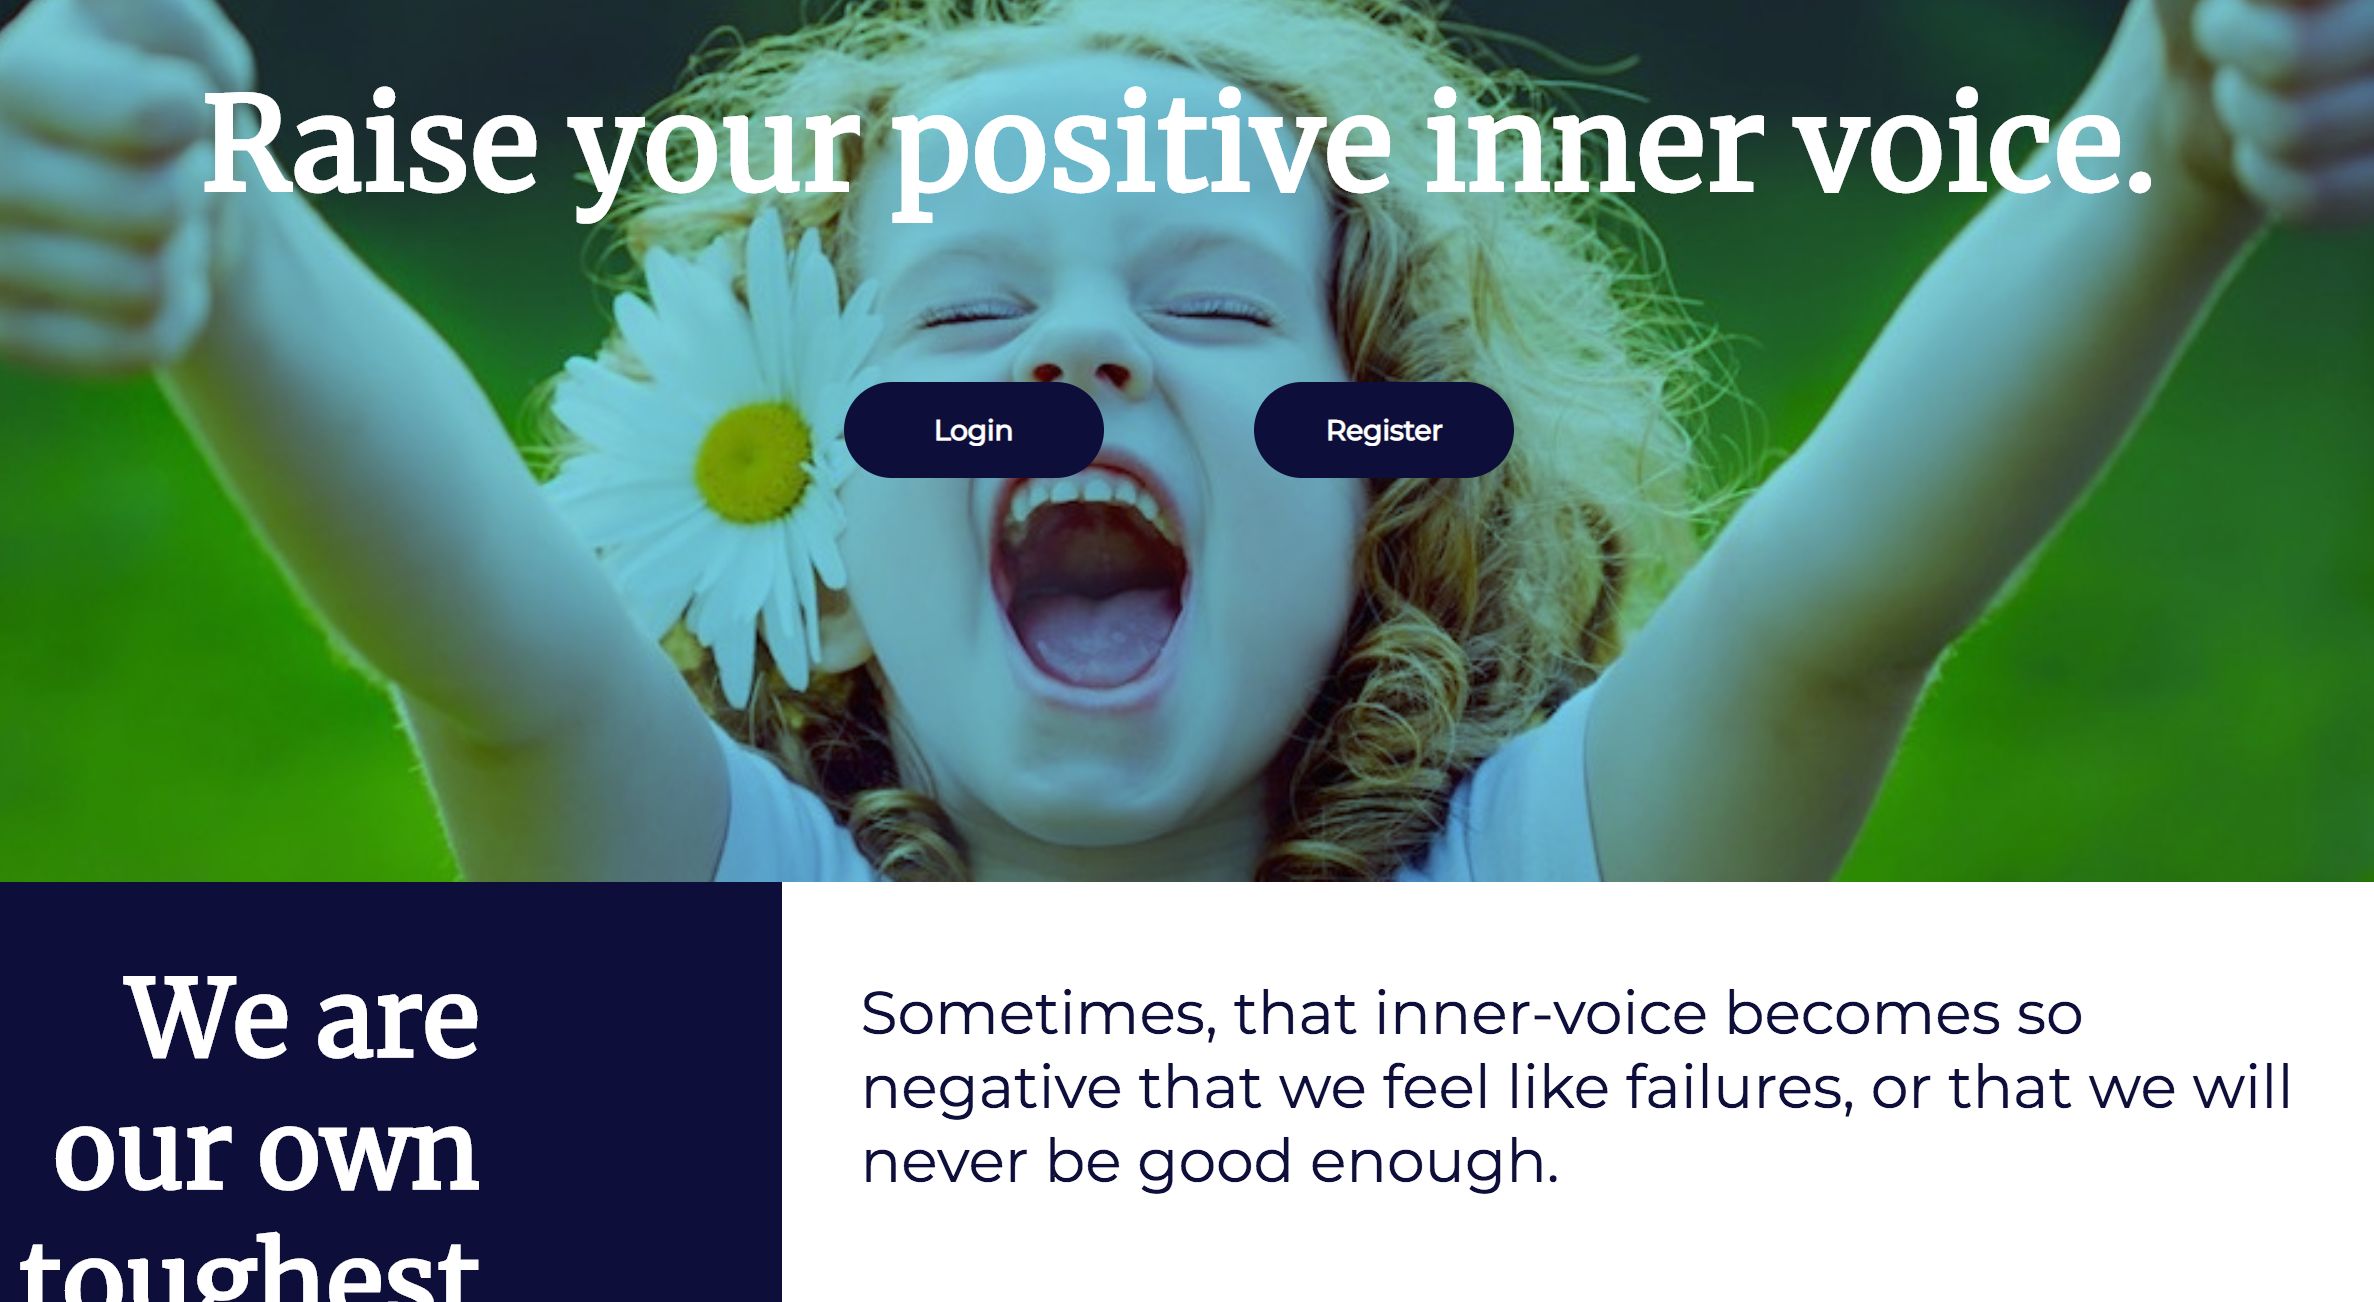 Raise your positive inner voice.
Login
Register
We are
our own
toughest
Sometimes, that inner-voice becomes so
negative that we feel like failures, or that we will
never be good enough.